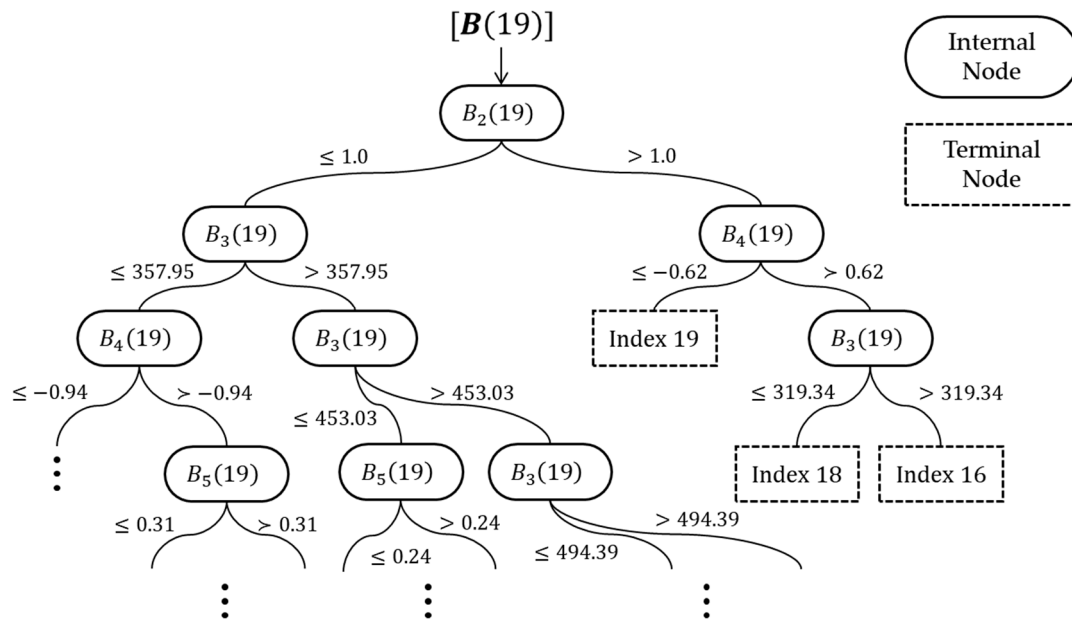 [B(19)]
Internal
Node
B₂(19)
≤ 1.0
> 1.0
Terminal
Node
B₃(19)
B₄(19)
≤ 357.95
> 357.95
≤ −0.62
≻ 0.62
B₄(19)
B₃(19)
Index 19
B₃(19)
≤ −0.94
≻ −0.94
≤ 453.03
> 453.03
≤ 319.34
> 319.34
B₅(19)
B₅(19)
B₃(19)
Index 18
Index 16
≤ 0.31
≻ 0.31
≤ 0.24
> 0.24
≤ 494.39
> 494.39